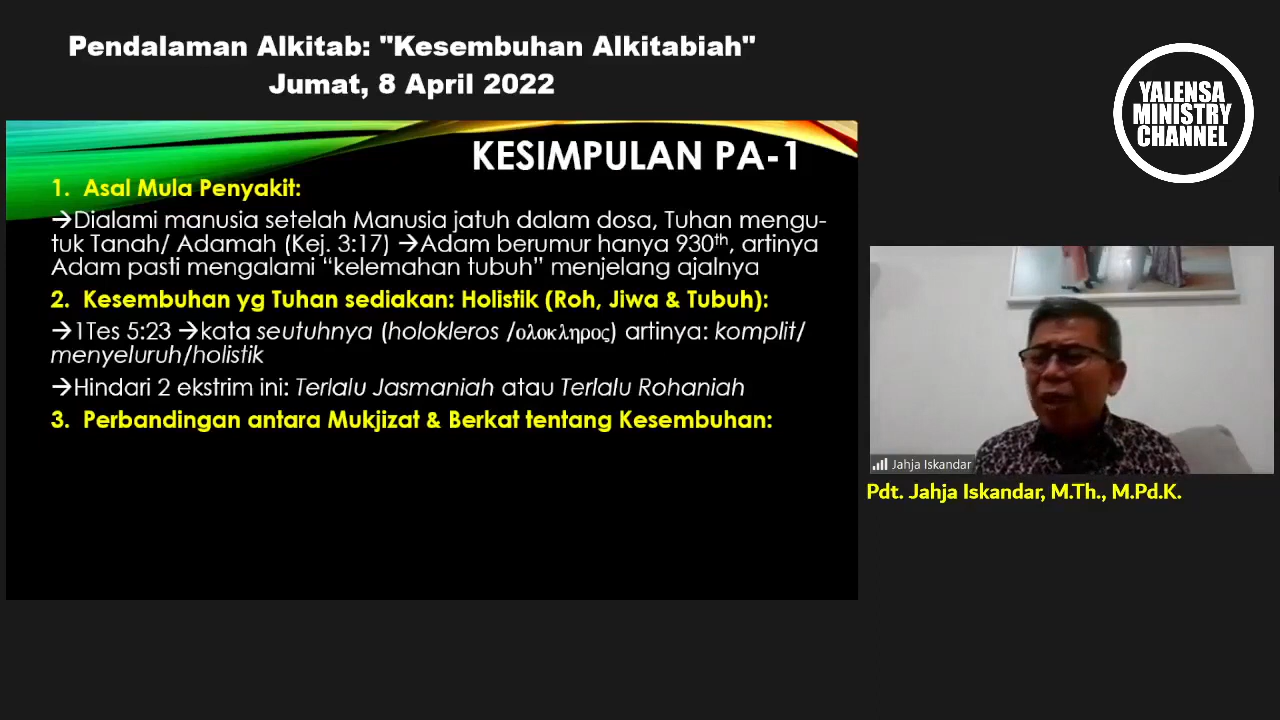 Pendalaman Alkitab: "Kesembuhan Alkitabiah"
Jumat, 8 April 2022
YALENSA
MINISTRY
CHANNEL
KESIMPULAN PA-1
1. Asal Mula Penyakit:
→Dialami manusia setelah Manusia jatuh dalam dosa, Tuhan mengu-
tuk Tanah/ Adamah (Kej. 3:17) →Adam berumur hanya 930th, artinya
Adam pasti mengalami “kelemahan tubuh” menjelang ajalnya
2. Kesembuhan yg Tuhan sediakan: Holistik (Roh, Jiwa & Tubuh):
→1Tes 5:23 →kata seutuhnya (holokleros /ολοκληρος) artinya: komplit/
menyeluruh/holistik
→Hindari 2 ekstrim ini: Terlalu Jasmaniah atau Terlalu Rohaniah
3. Perbandingan antara Mukjizat & Berkat tentang Kesembuhan:
Jahja Iskandar
Pdt. Jahja Iskandar, M.Th., M.Pd.K.